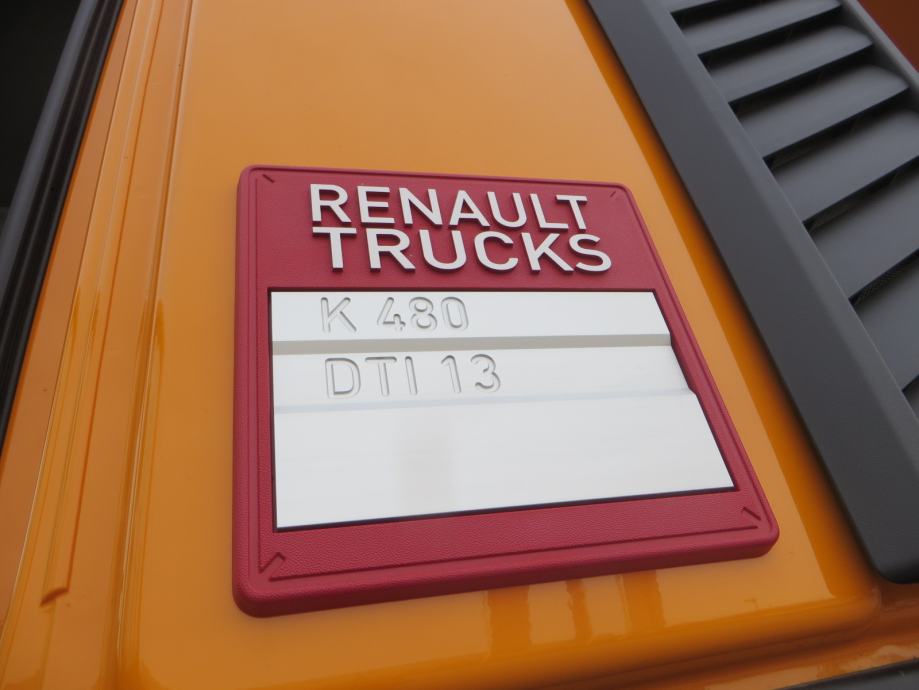 RENAULT
TRUCKS
K 480
DTI 13